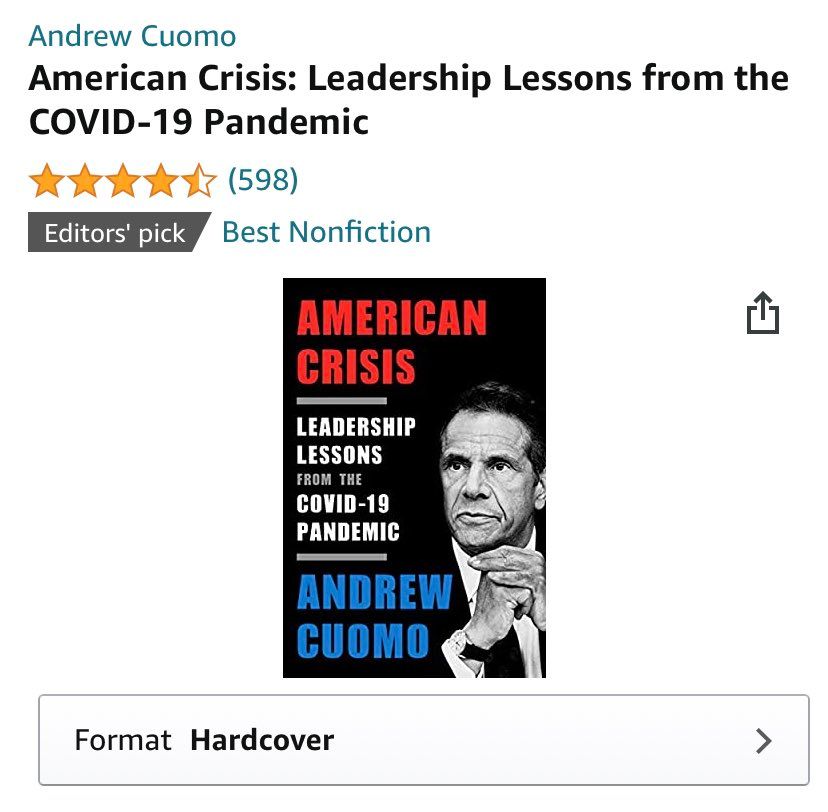 Andrew Cuomo
American Crisis: Leadership Lessons from the
COVID-19 Pandemic
(598)
Editors' pick Best Nonfiction
AMERICAN
CRISIS
LEADERSHIP
LESSONS
FROM THE
COVID-19
PANDEMIC
ANDREW
CUOMO
Format Hardcover